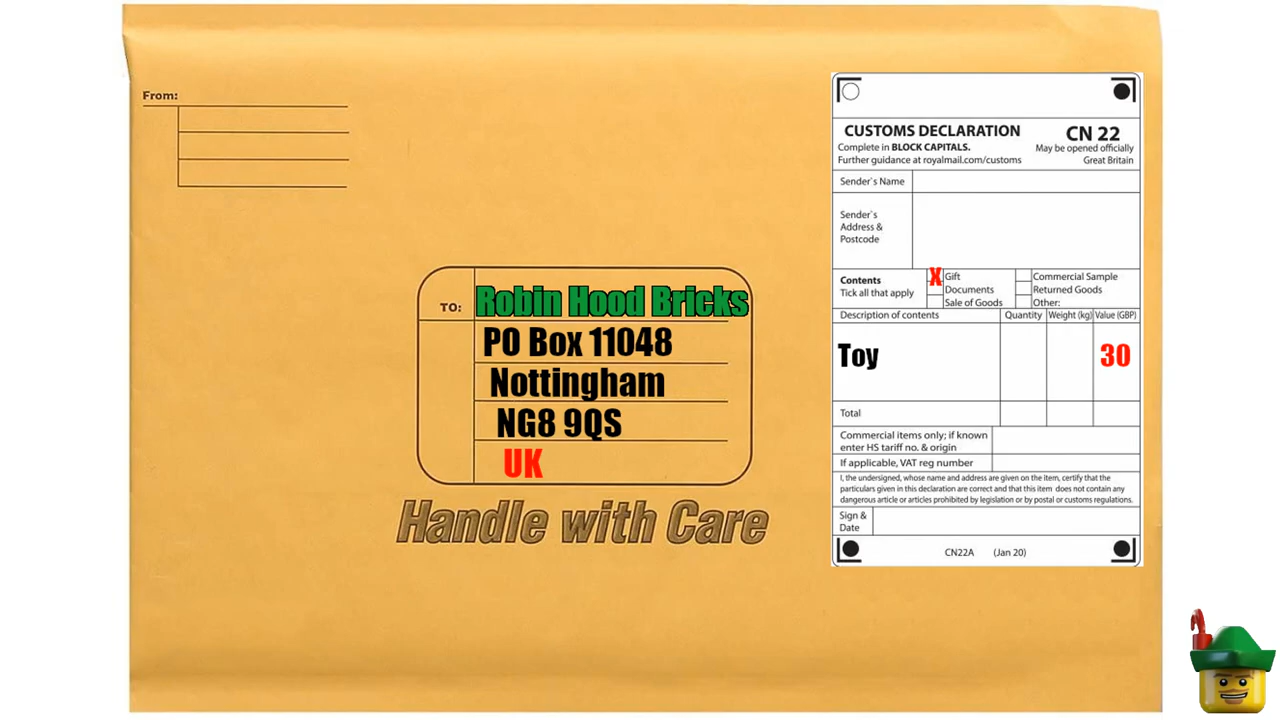 From:
TO: Robin Hood Bricks
PO Box 11048
Nottingham
NG8 9QS
UK
Handle with Care
CUSTOMS DECLARATION CN 22
Complete in BLOCK CAPITALS. May be opened officially
Further guidance at royalmail.com/customs Great Britain
Sender`s Name
Sender`s
Address &
Postcode
Contents
Tick all that apply
X Gift
Documents
Sale of Goods
Commercial Sample
Returned Goods
Other:
Description of contents Quantity Weight (kg) Value (GBP)
Toy 30
Total
Commercial items only; if known
enter HS tariff no. & origin
If applicable, VAT reg number
I, the undersigned, whose name and address are given on the item, certify that the
particulars given in this declaration are correct and that this item does not contain any
dangerous article or articles prohibited by legislation or by postal or customs regulations.
Sign &
Date
CN22A (Jan 20)